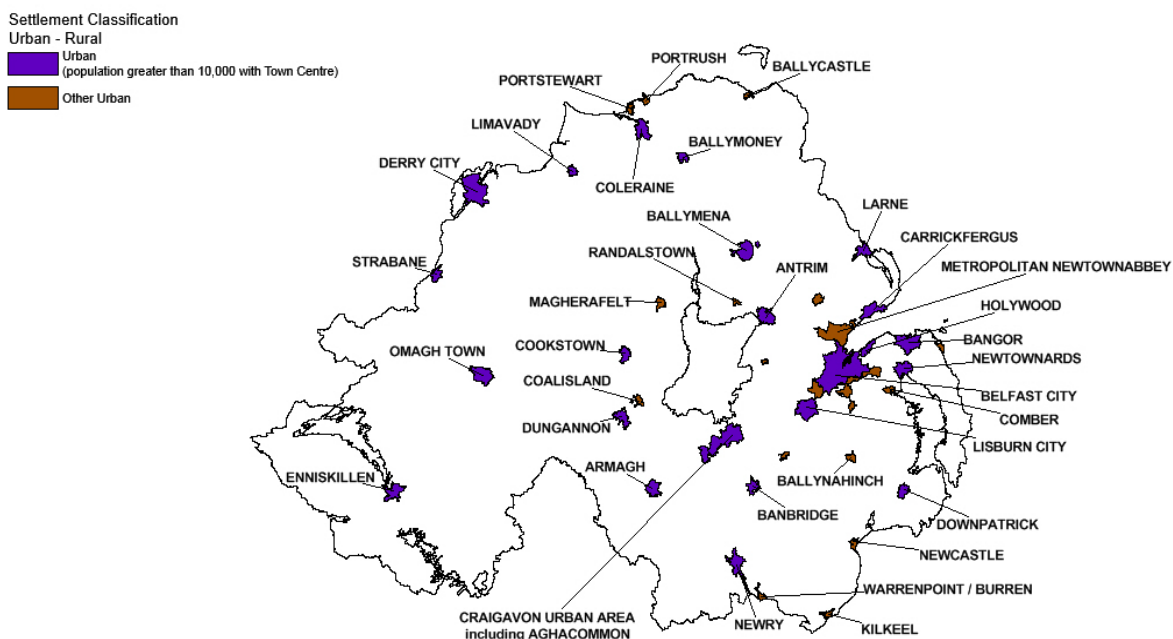 Settlement Classification
Urban - Rural
Urban
(population greater than 10,000 with Town Centre)
Other Urban
PORTRUSH
BALLYCASTLE
PORTSTEWART
LIMAVADY
BALLYMONEY
DERRY CITY
COLERAINE
LARNE
BALLYMENA
CARRICKFERGUS
RANDALSTOWN
STRABANE
ANTRIM
METROPOLITAN NEWTOWNABBEY
MAGHERAFELT
HOLYWOOD
BANGOR
OMAGH TOWN
COOKSTOWN
NEWTOWNARDS
COALISLAND
BELFAST CITY
COMBER
DUNGANNON
LISBURN CITY
ENNISKILLEN
ARMAGH
BALLYNAHINCH
BANBRIDGE
DOWNPATRICK
NEWCASTLE
WARRENPOINT / BURREN
CRAIGAVON URBAN AREA
including AGHACOMMON
NEWRY
KILKEEL